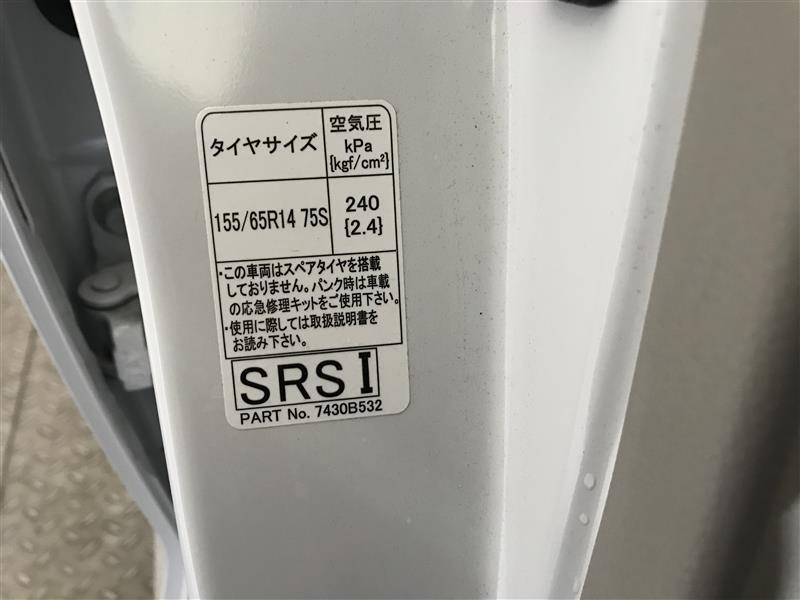 タイヤサイズ
空気圧
kPa
{kgf/cm²}
155/65R14 75S
240
{2.4}
・この車両はスペアタイヤを搭載
しておりません。パンク時は車載
の応急修理キットをご使用下さい。
・使用に際しては取扱説明書を
お読み下さい。
SRS I
PART No. 7430B532